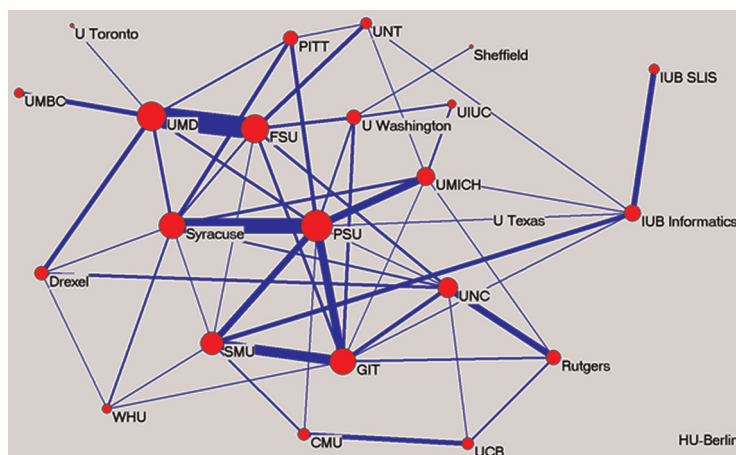 U Toronto
PITT
UNT
Sheffield
IUB SLIS
UMBC
UMD
FSU
UIUC
U Washington
UMICH
Syracuse
PSU
U Texas
IUB Informatics
Drexel
UNC
SMU
GIT
Rutgers
WHU
CMU
UCB
HU-Berlin